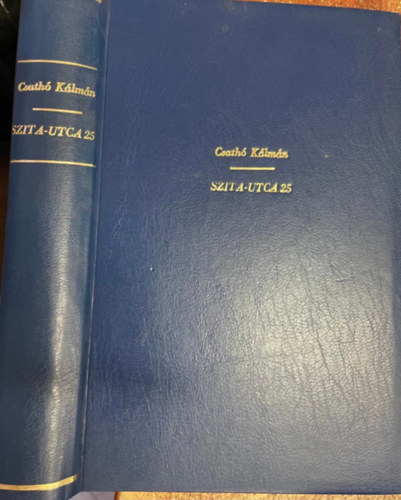 Csathó Kálmán
SZITA-UTCA 25
Csathó Kálmán
SZITA-UTCA 25